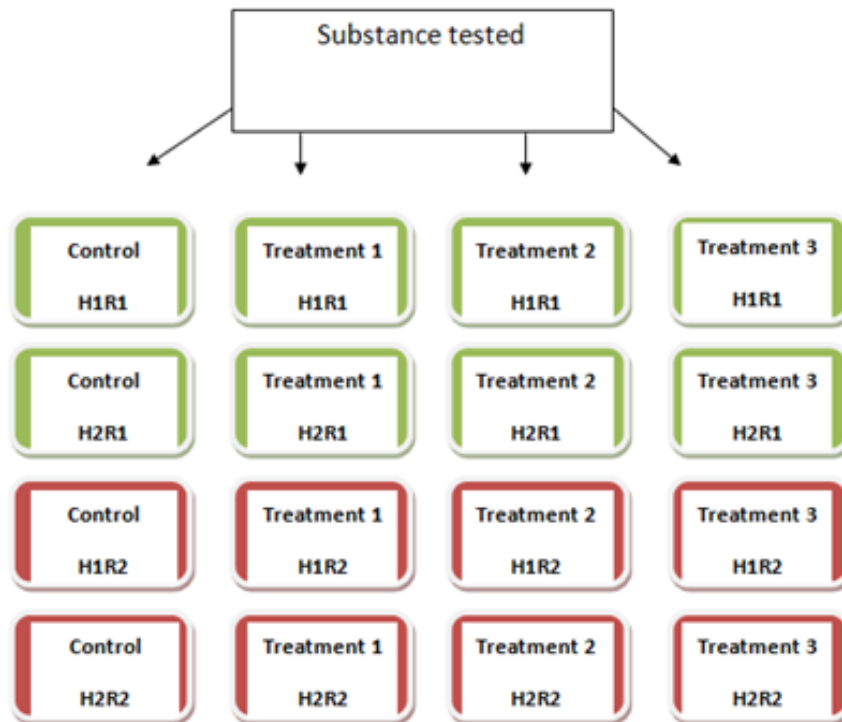 Substance tested
Control
H1R1
Treatment 1
H1R1
Treatment 2
H1R1
Treatment 3
H1R1
Control
H2R1
Treatment 1
H2R1
Treatment 2
H2R1
Treatment 3
H2R1
Control
H1R2
Treatment 1
H1R2
Treatment 2
H1R2
Treatment 3
H1R2
Control
H2R2
Treatment 1
H2R2
Treatment 2
H2R2
Treatment 3
H2R2